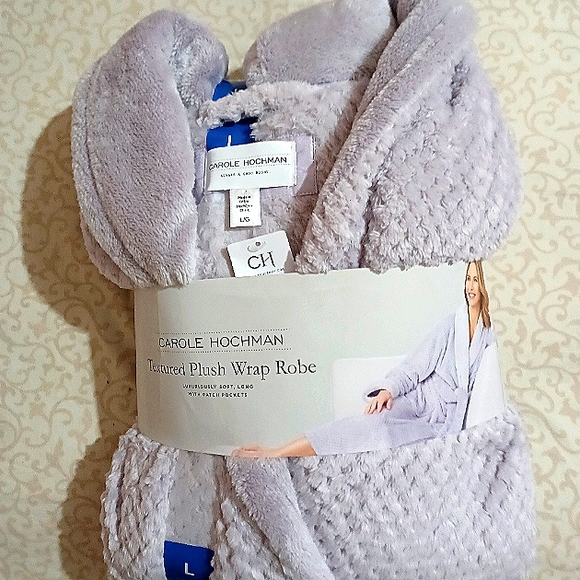 L
CAROLE HOCHMAN
L/G
CH
CAROLE HOCHMAN
Textured Plush Wrap Robe
LUXURIOUSLY SOFT, LONG
WITH PATCH POCKETS
L